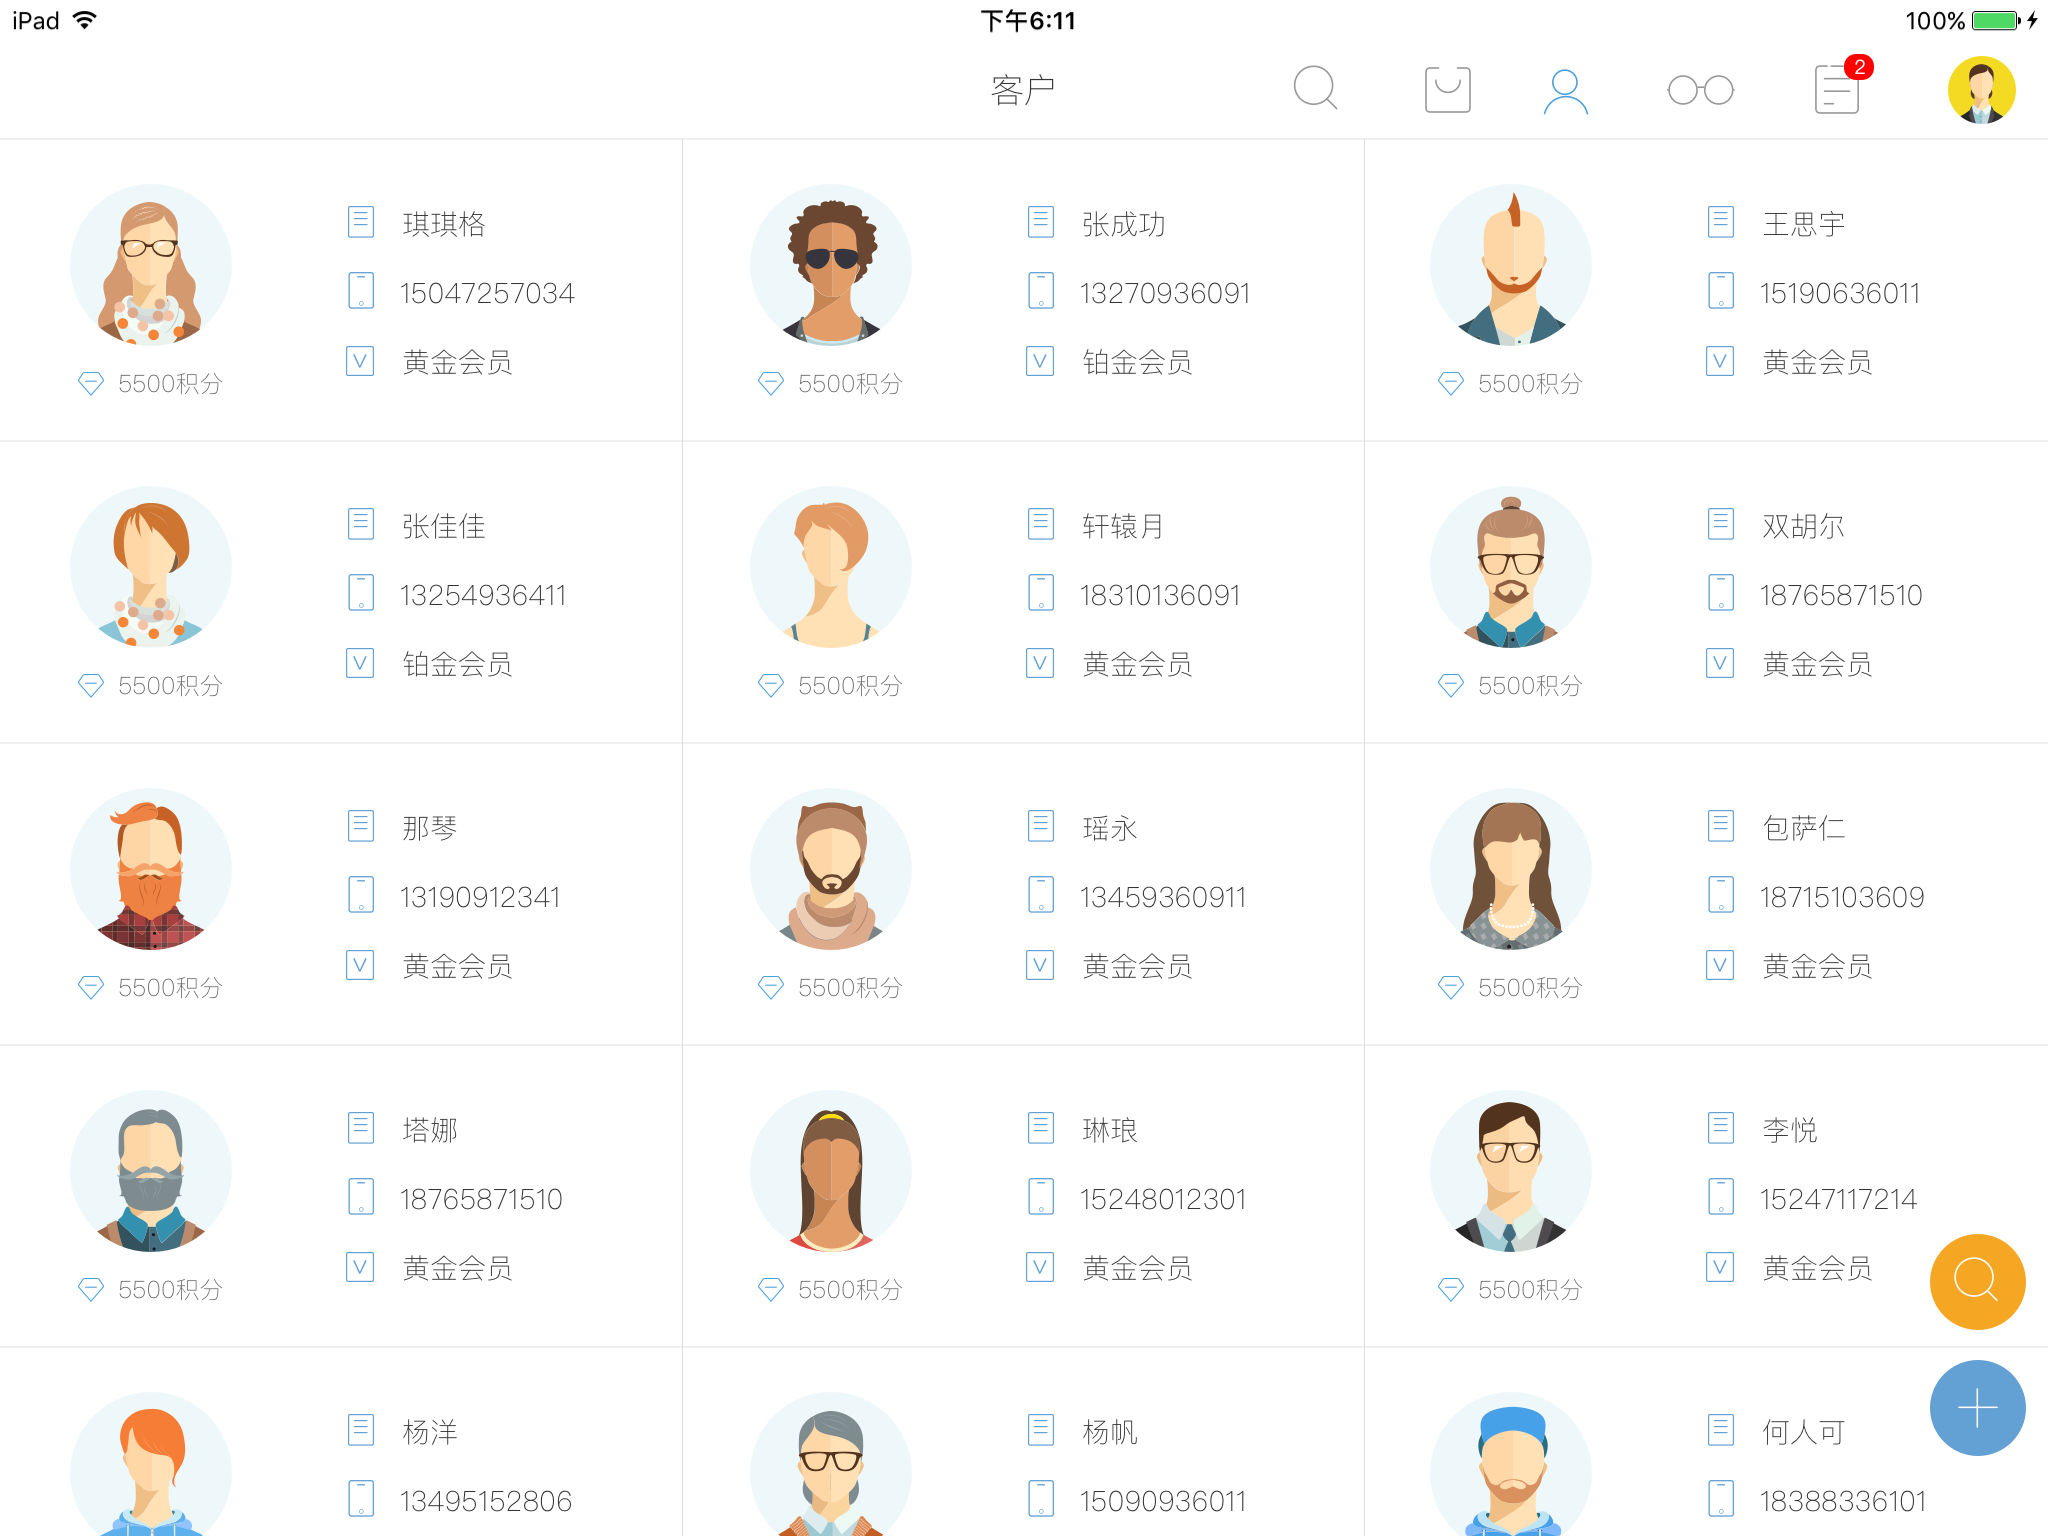 iPad 下午6:11 100%
客户 2
琪琪格
15047257034
黄金会员
5500积分
张成功
13270936091
铂金会员
5500积分
王思宇
15190636011
黄金会员
5500积分
张佳佳
13254936411
铂金会员
5500积分
轩辕月
18310136091
黄金会员
5500积分
双胡尔
18765871510
黄金会员
5500积分
那琴
13190912341
黄金会员
5500积分
瑶永
13459360911
黄金会员
5500积分
包萨仁
18715103609
黄金会员
5500积分
塔娜
18765871510
黄金会员
5500积分
琳琅
15248012301
黄金会员
5500积分
李悦
15247117214
黄金会员
5500积分
杨洋
13495152806
杨帆
15090936011
何人可
18388336101